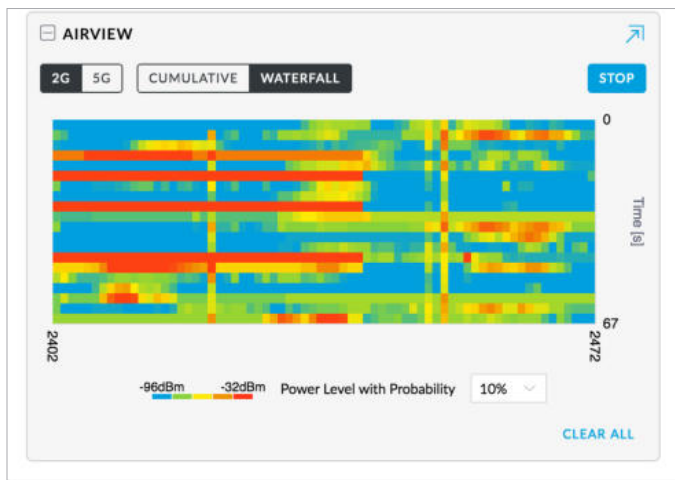 AIRVIEW
2G 5G CUMULATIVE WATERFALL STOP
0
Time [s]
67
2402 2472
-96dBm -32dBm Power Level with Probability 10%
CLEAR ALL